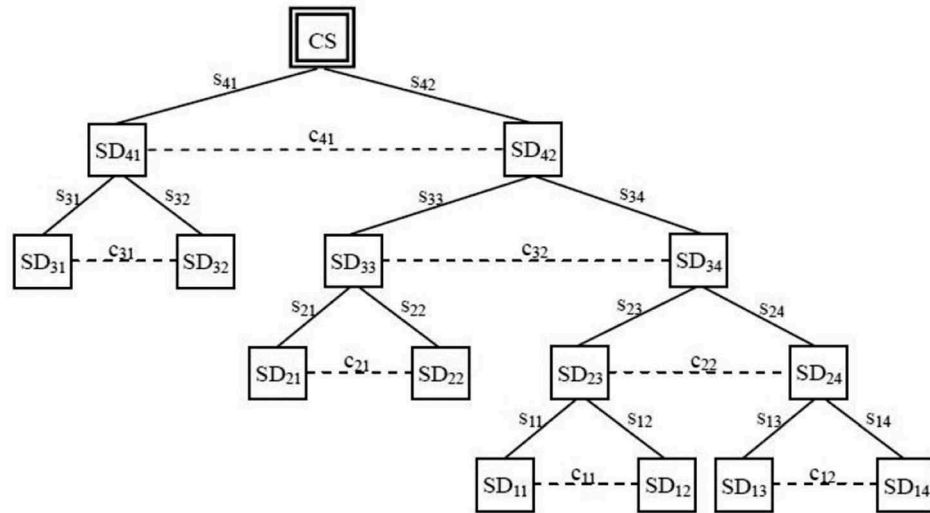 CS
s₄₁ s₄₂
SD₄₁ c₄₁ SD₄₂
s₃₁ s₃₂ s₃₃ s₃₄
SD₃₁ c₃₁ SD₃₂ SD₃₃ c₃₂ SD₃₄
s₂₁ s₂₂ s₂₃ s₂₄
SD₂₁ c₂₁ SD₂₂ SD₂₃ c₂₂ SD₂₄
s₁₁ s₁₂ s₁₃ s₁₄
SD₁₁ c₁₁ SD₁₂ SD₁₃ c₁₂ SD₁₄